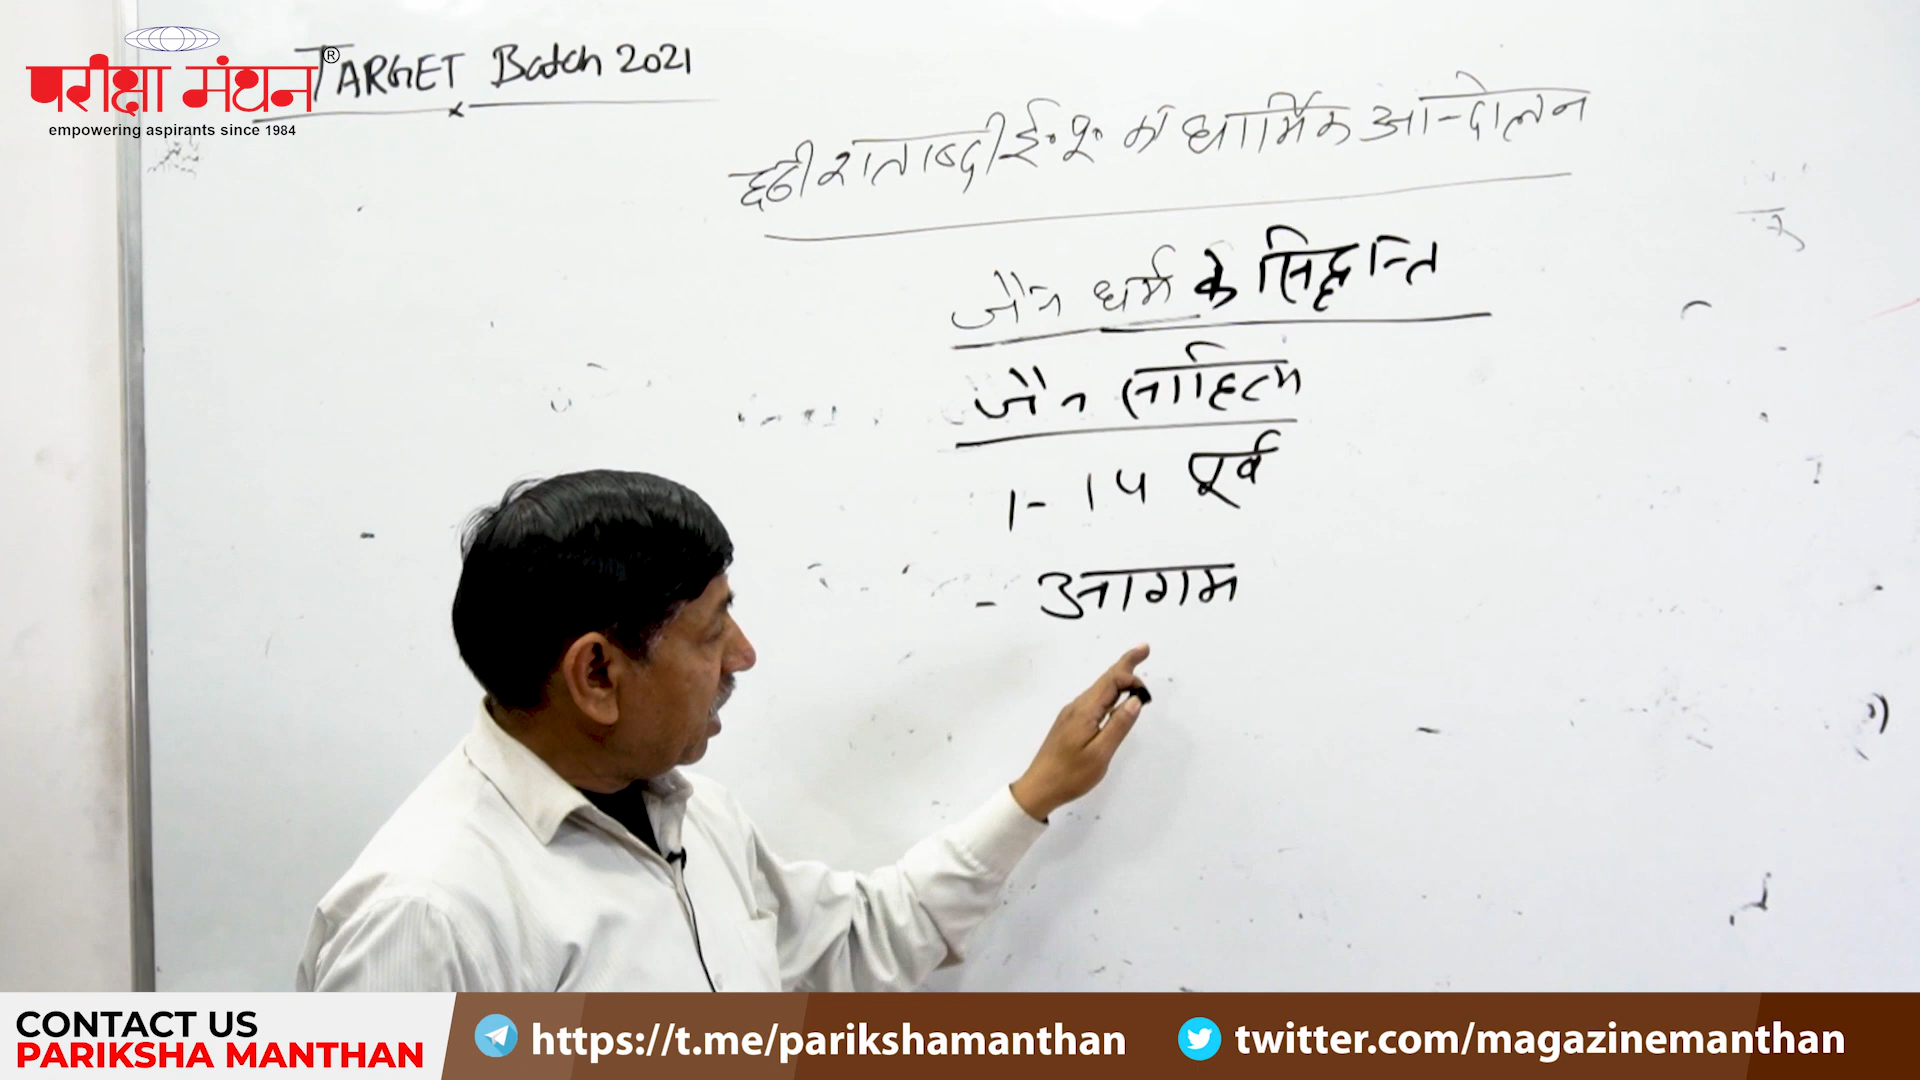 परीक्षा मंथन®
empowering aspirants since 1984
TARGET Batch 2021
छठी शताब्दी ई॰पू॰ के धार्मिक आन्दोलन
जैन धर्म के सिद्धान्त
जैन साहित्य
1- 14 पूर्व
- आगम
CONTACT US
PARIKSHA MANTHAN
https://t.me/parikshamanthan
twitter.com/magazinemanthan